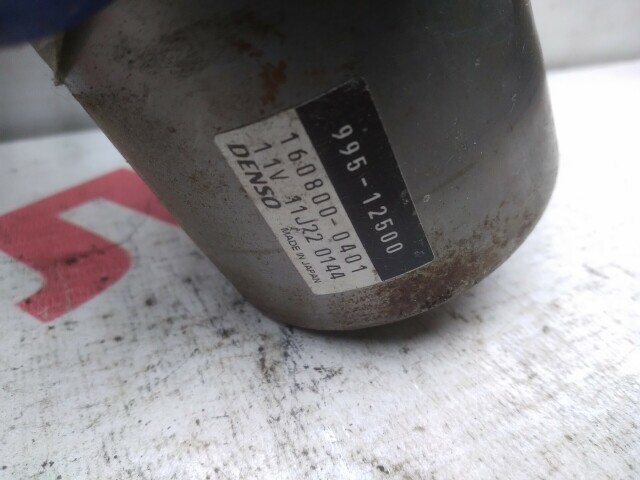 995-12500
160800-0401
11V 11J22 0144
DENSO
MADE IN JAPAN